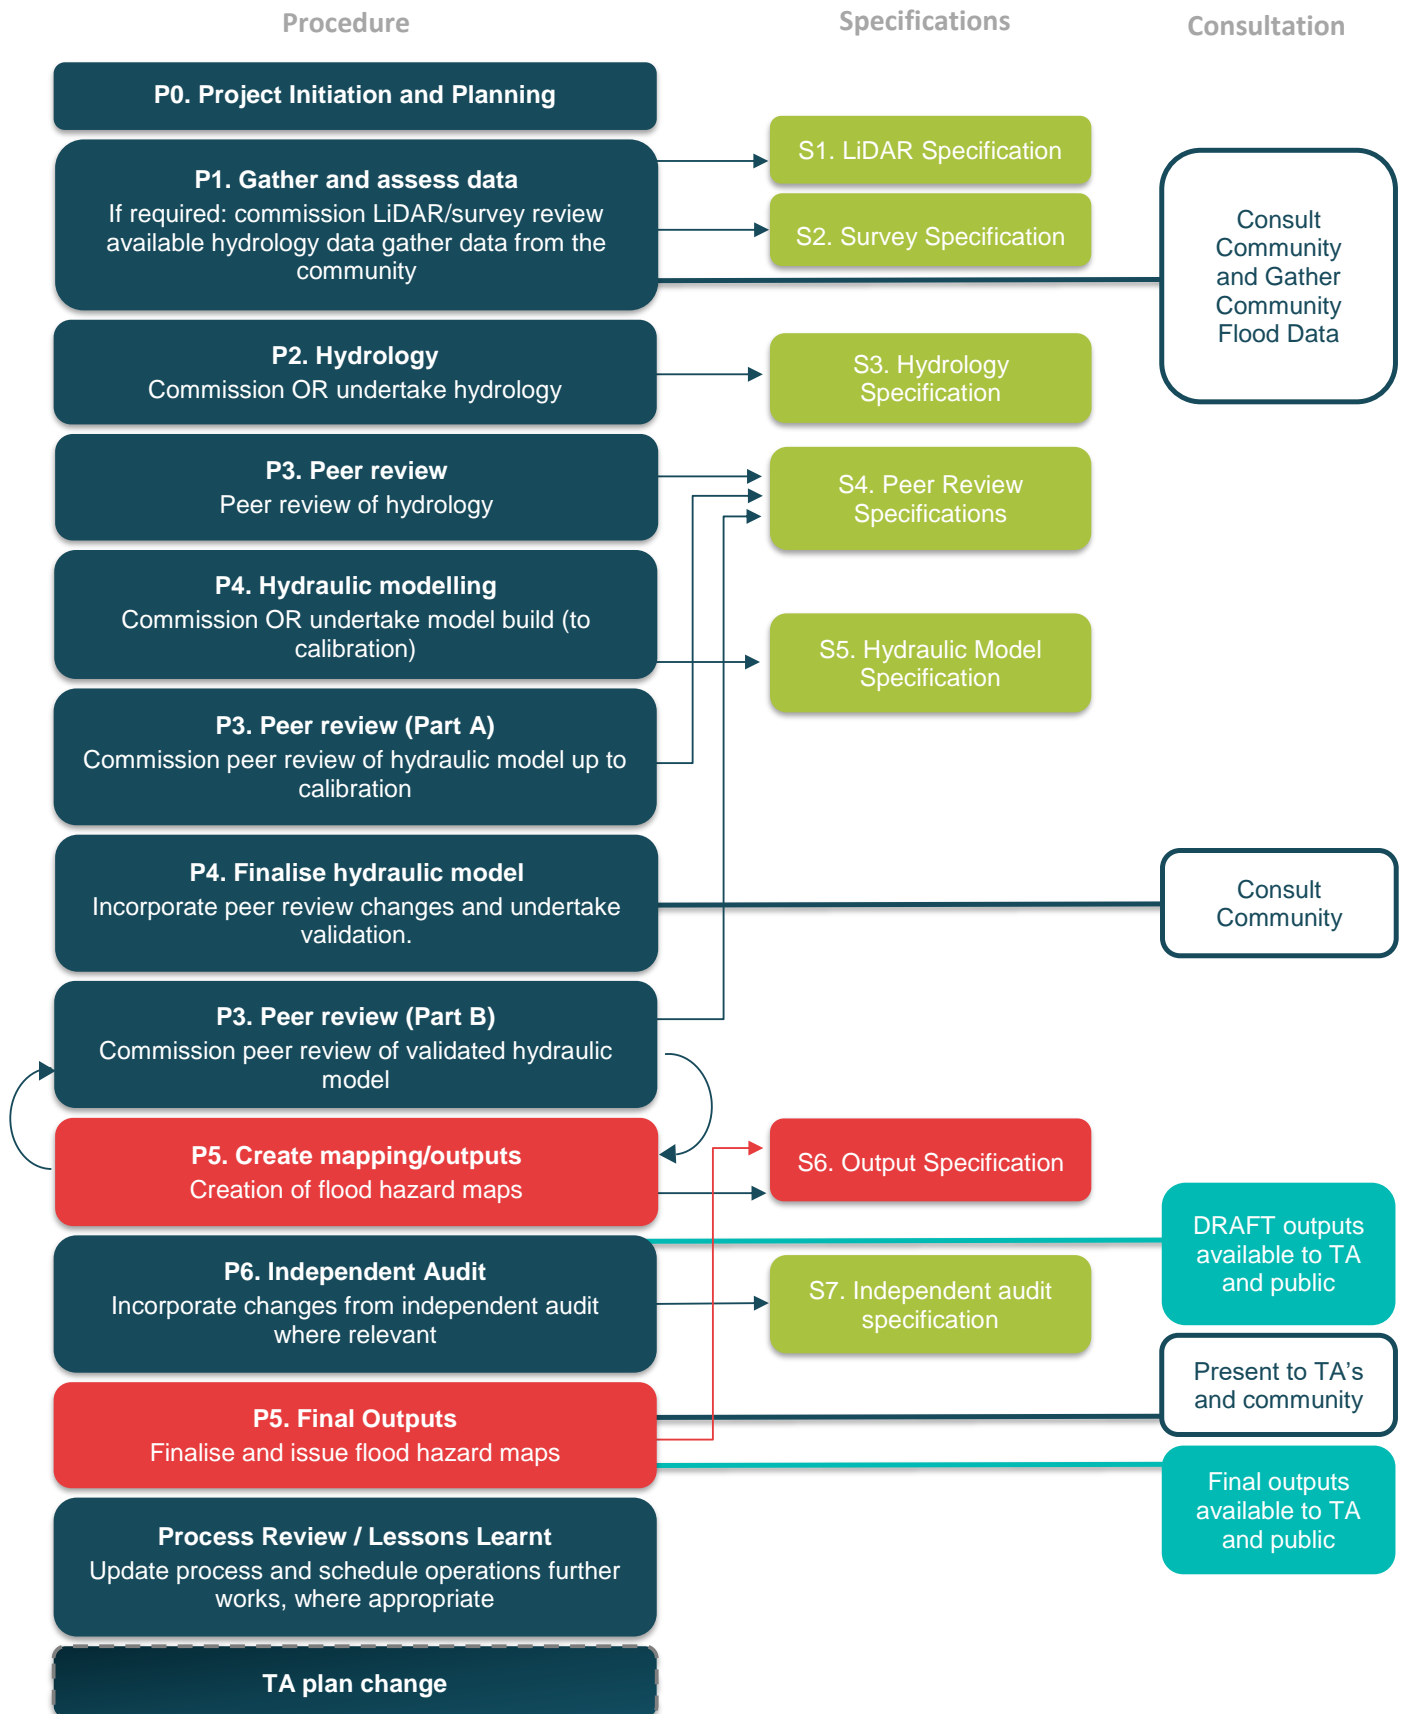 Procedure
Specifications
Consultation
P0. Project Initiation and Planning
P1. Gather and assess data
If required: commission LiDAR/survey review
available hydrology data gather data from the
community
S1. LiDAR Specification
S2. Survey Specification
Consult
Community
and Gather
Community
Flood Data
P2. Hydrology
Commission OR undertake hydrology
S3. Hydrology
Specification
P3. Peer review
Peer review of hydrology
S4. Peer Review
Specifications
P4. Hydraulic modelling
Commission OR undertake model build (to
calibration)
S5. Hydraulic Model
Specification
P3. Peer review (Part A)
Commission peer review of hydraulic model up to
calibration
P4. Finalise hydraulic model
Incorporate peer review changes and undertake
validation.
Consult
Community
P3. Peer review (Part B)
Commission peer review of validated hydraulic
model
P5. Create mapping/outputs
Creation of flood hazard maps
S6. Output Specification
DRAFT outputs
available to TA
and public
P6. Independent Audit
Incorporate changes from independent audit
where relevant
S7. Independent audit
specification
Present to TA's
and community
P5. Final Outputs
Finalise and issue flood hazard maps
Final outputs
available to TA
and public
Process Review / Lessons Learnt
Update process and schedule operations further
works, where appropriate
TA plan change